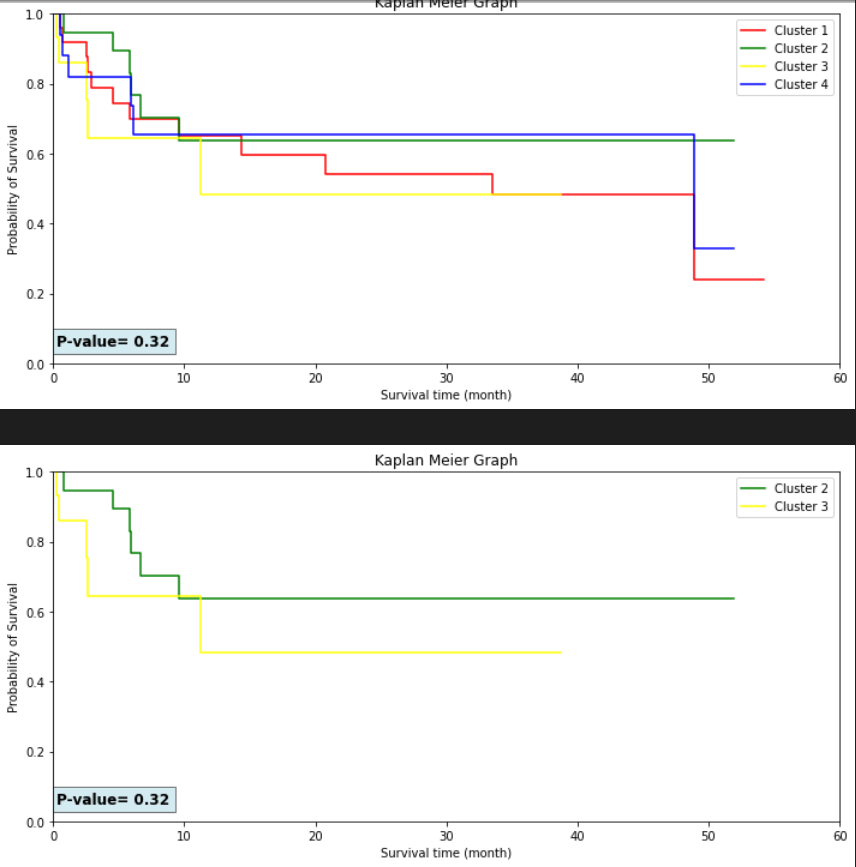 Kaplan Meier Graph
1.0
0.8
0.6
0.4
0.2
0.0
Probability of Survival
Cluster 1
Cluster 2
Cluster 3
Cluster 4
P-value= 0.32
0 10 20 30 40 50 60
Survival time (month)
Kaplan Meier Graph
1.0
0.8
0.6
0.4
0.2
0.0
Probability of Survival
Cluster 2
Cluster 3
P-value= 0.32
0 10 20 30 40 50 60
Survival time (month)